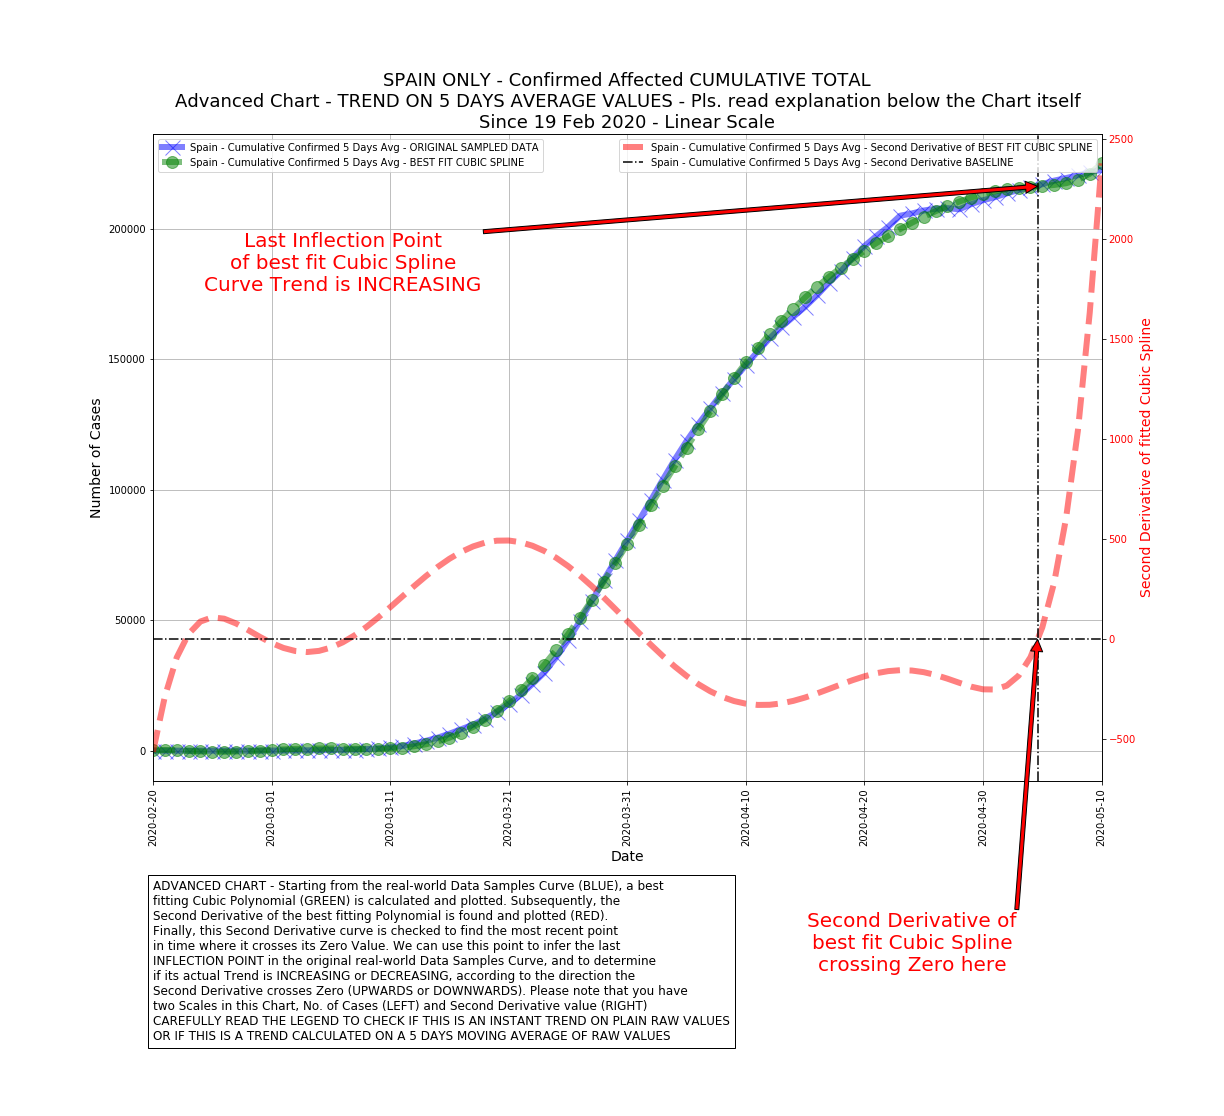 SPAIN ONLY - Confirmed Affected CUMULATIVE TOTAL
Advanced Chart - TREND ON 5 DAYS AVERAGE VALUES - Pls. read explanation below the Chart itself
Since 19 Feb 2020 - Linear Scale
Spain - Cumulative Confirmed 5 Days Avg - ORIGINAL SAMPLED DATA
Spain - Cumulative Confirmed 5 Days Avg - BEST FIT CUBIC SPLINE
Spain - Cumulative Confirmed 5 Days Avg - Second Derivative of BEST FIT CUBIC SPLINE
Spain - Cumulative Confirmed 5 Days Avg - Second Derivative BASELINE
Last Inflection Point
of best fit Cubic Spline
Curve Trend is INCREASING
Number of Cases
200000
150000
100000
50000
0
2500
2000
1500
1000
500
0
−500
Second Derivative of fitted Cubic Spline
2020-02-20
2020-03-01
2020-03-11
2020-03-21
2020-03-31
2020-04-10
2020-04-20
2020-04-30
2020-05-10
Date
ADVANCED CHART - Starting from the real-world Data Samples Curve (BLUE), a best
fitting Cubic Polynomial (GREEN) is calculated and plotted. Subsequently, the
Second Derivative of the best fitting Polynomial is found and plotted (RED).
Finally, this Second Derivative curve is checked to find the most recent point
in time where it crosses its Zero Value. We can use this point to infer the last
INFLECTION POINT in the original real-world Data Samples Curve, and to determine
if its actual Trend is INCREASING or DECREASING, according to the direction the
Second Derivative crosses Zero (UPWARDS or DOWNWARDS). Please note that you have
two Scales in this Chart, No. of Cases (LEFT) and Second Derivative value (RIGHT)
CAREFULLY READ THE LEGEND TO CHECK IF THIS IS AN INSTANT TREND ON PLAIN RAW VALUES
OR IF THIS IS A TREND CALCULATED ON A 5 DAYS MOVING AVERAGE OF RAW VALUES
Second Derivative of
best fit Cubic Spline
crossing Zero here